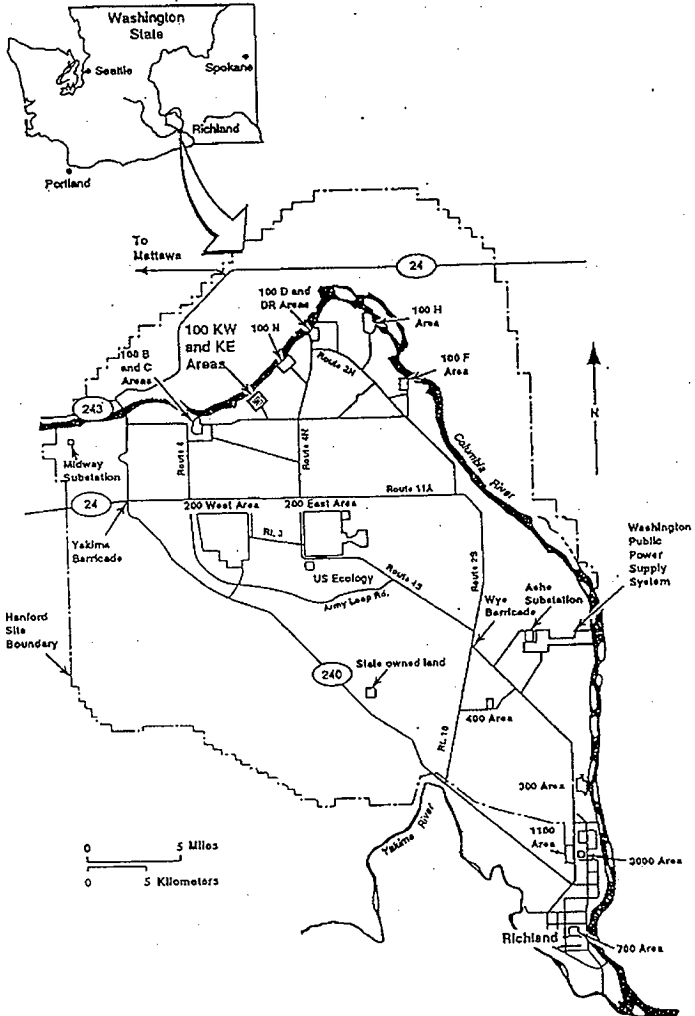 Washington
State
Seattle
Spokane
Richland
Portland
To
Mattawa
24
100 D and
DR Areas
100 H
Area
100 N
100 KW
and KE
Areas
100 B
and C
Areas
Route 2N
100 F
Area
243
N
Midway
Substation
Route 6
Route 4N
Columbia River
Route 11A
24
200 West Area
200 East Area
Yakima
Barricade
RL 3
US Ecology
Route 4S
Route 2S
Army Loop Rd.
Washington
Public
Power
Supply
System
Wye
Barricade
Ashe
Substation
Hanford
Site
Boundary
240
State owned land
400 Area
RL 10
300 Area
Yakima River
1100
Area
3000 Area
0 5 Miles
0 5 Kilometers
Richland
700 Area